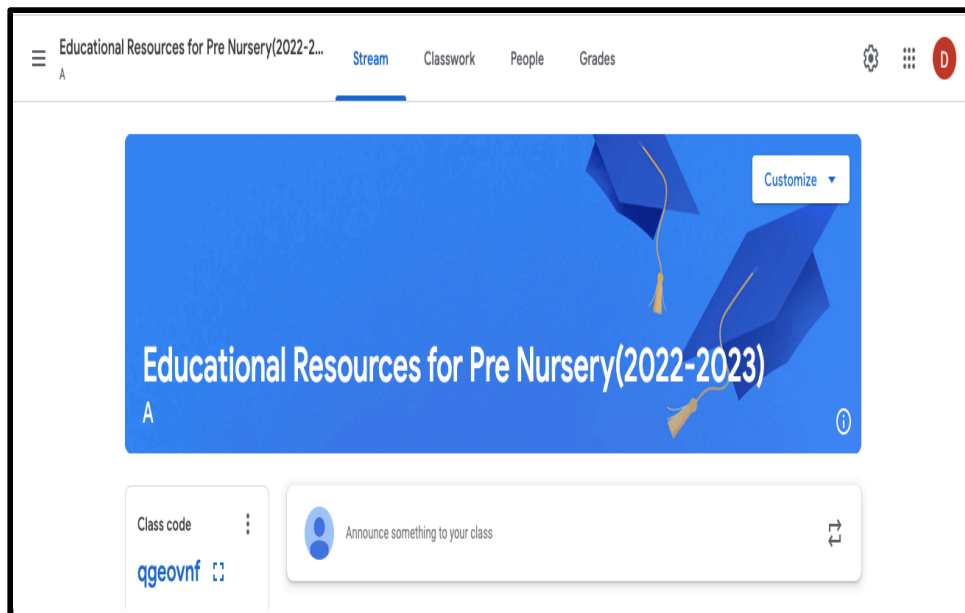 Educational Resources for Pre Nursery(2022-2...
A
Stream
Classwork
People
Grades
D
Customize
Educational Resources for Pre Nursery(2022-2023)
A
Class code
Announce something to your class
qgeovnf